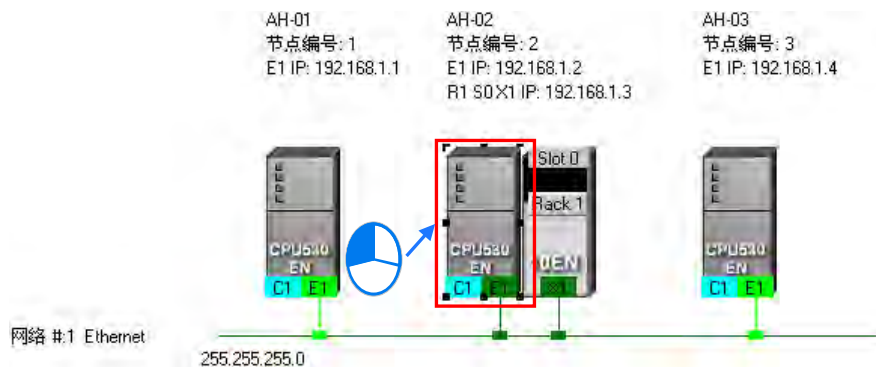 AH-01
节点编号: 1
E1 IP: 192.168.1.1
AH-02
节点编号: 2
E1 IP: 192.168.1.2
R1 S0 X1 IP: 192.168.1.3
AH-03
节点编号: 3
E1 IP: 192.168.1.4
CPU530
EN
C1 E1
CPU530
EN
C1 E1
Slot 0
Rack 1
0EN
X1
CPU530
EN
C1 E1
网络 #:1 Ethernet
255.255.255.0